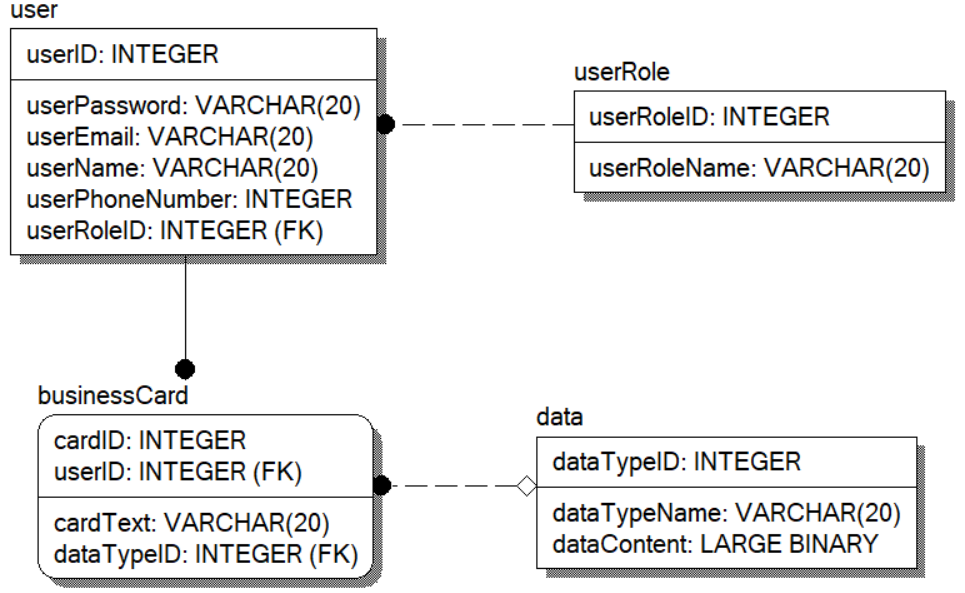 user
userID: INTEGER
userPassword: VARCHAR(20)
userEmail: VARCHAR(20)
userName: VARCHAR(20)
userPhoneNumber: INTEGER
userRoleID: INTEGER (FK)
userRole
userRoleID: INTEGER
userRoleName: VARCHAR(20)
businessCard
cardID: INTEGER
userID: INTEGER (FK)
cardText: VARCHAR(20)
dataTypeID: INTEGER (FK)
data
dataTypeID: INTEGER
dataTypeName: VARCHAR(20)
dataContent: LARGE BINARY